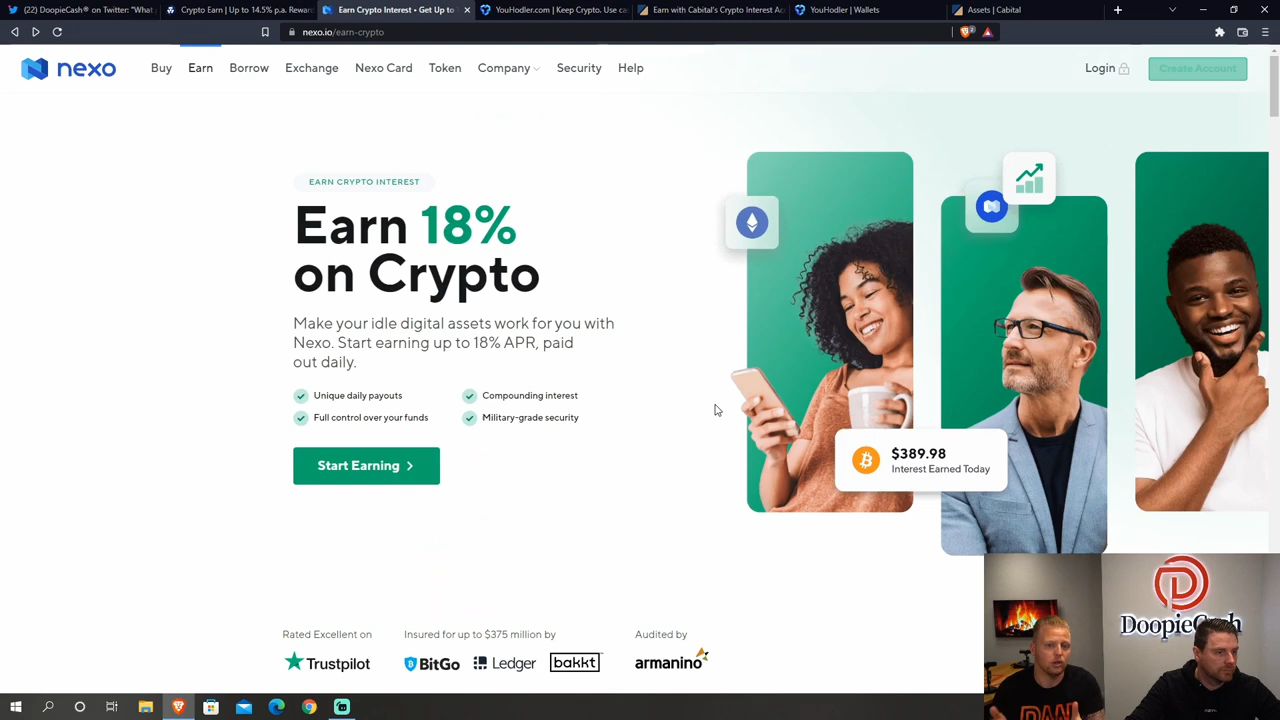 (22) DoopieCash® on Twitter: "What
Crypto Earn | Up to 14.5% p.a. Rewar
Earn Crypto Interest • Get Up to
YouHodler.com | Keep Crypto. Use ca
Earn with Cabital's Crypto Interest Ac
YouHodler | Wallets
Assets | Cabital
nexo.io/earn-crypto
nexo
Buy
Earn
Borrow
Exchange
Nexo Card
Token
Company
Security
Help
Login
Create Account
EARN CRYPTO INTEREST
Earn 18%
on Crypto
Make your idle digital assets work for you with
Nexo. Start earning up to 18% APR, paid
out daily.
Unique daily payouts
Compounding interest
Full control over your funds
Military-grade security
Start Earning
$389.98
Interest Earned Today
Rated Excellent on
Trustpilot
Insured for up to $375 million by
BitGo
Ledger
bakkt
Audited by
armanino
DoopieCash
DAN